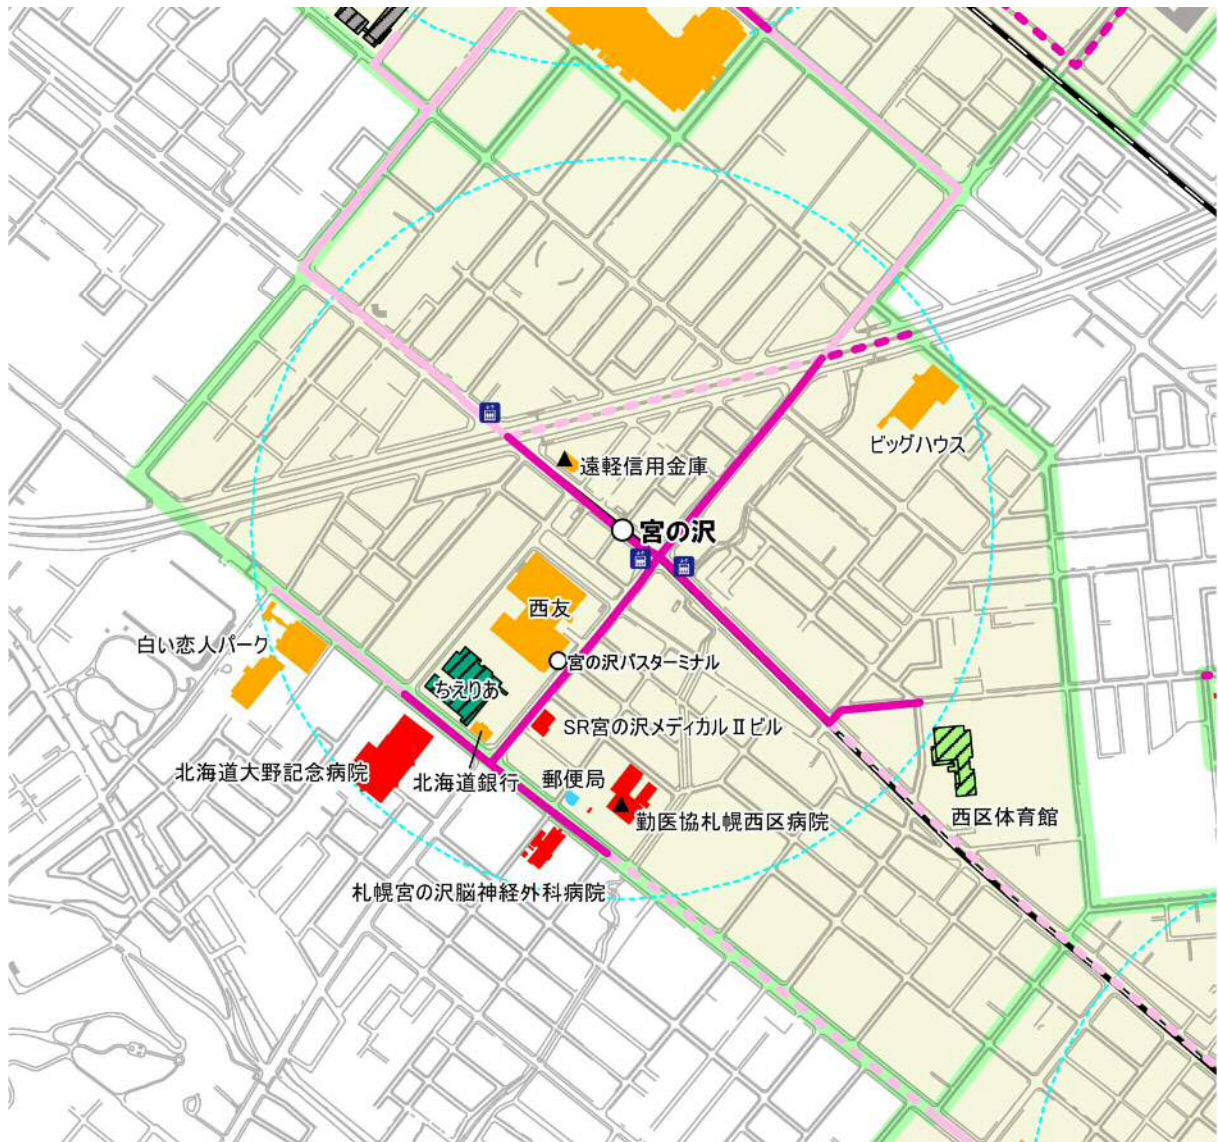 ビッグハウス
遠軽信用金庫
宮の沢
西友
白い恋人パーク
宮の沢バスターミナル
ちえりあ
SR宮の沢メディカルⅡビル
北海道大野記念病院
北海道銀行
郵便局
西区体育館
勤医協札幌西区病院
札幌宮の沢脳神経外科病院